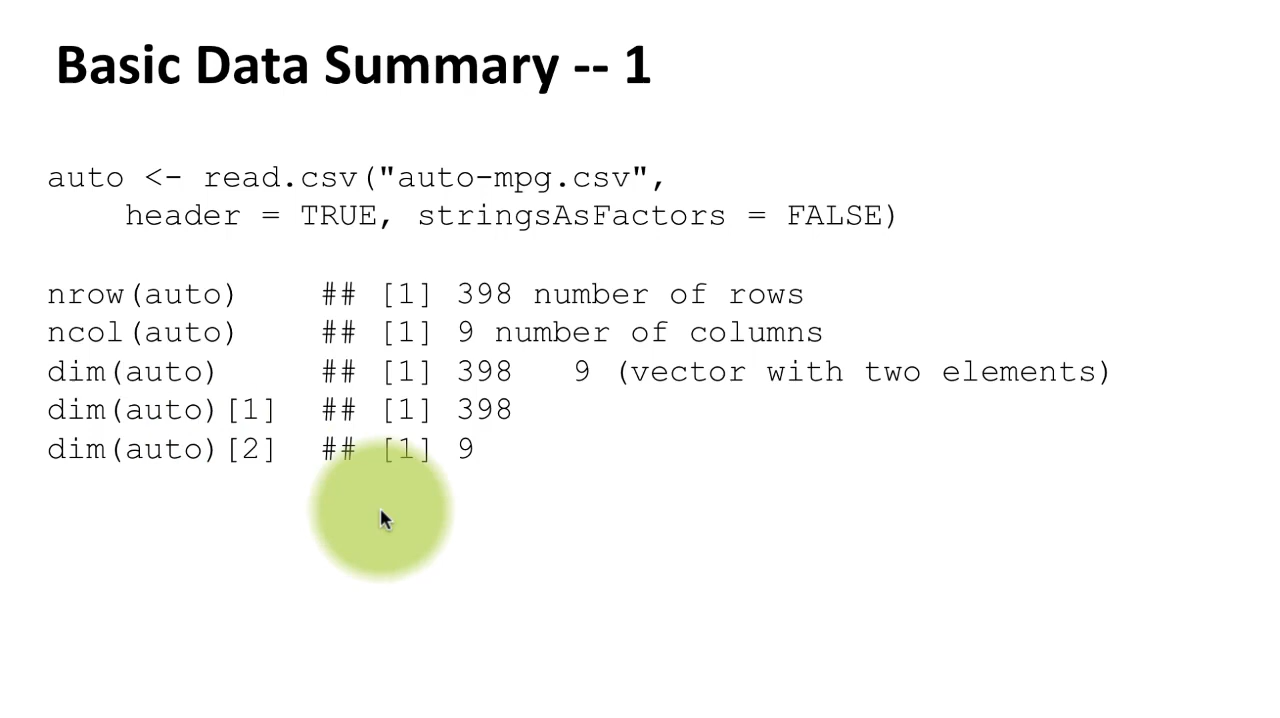 Basic Data Summary -- 1
auto <- read.csv("auto-mpg.csv",
header = TRUE, stringsAsFactors = FALSE)
nrow(auto) ## [1] 398 number of rows
ncol(auto) ## [1] 9 number of columns
dim(auto) ## [1] 398 9 (vector with two elements)
dim(auto)[1] ## [1] 398
dim(auto)[2] ## [1] 9